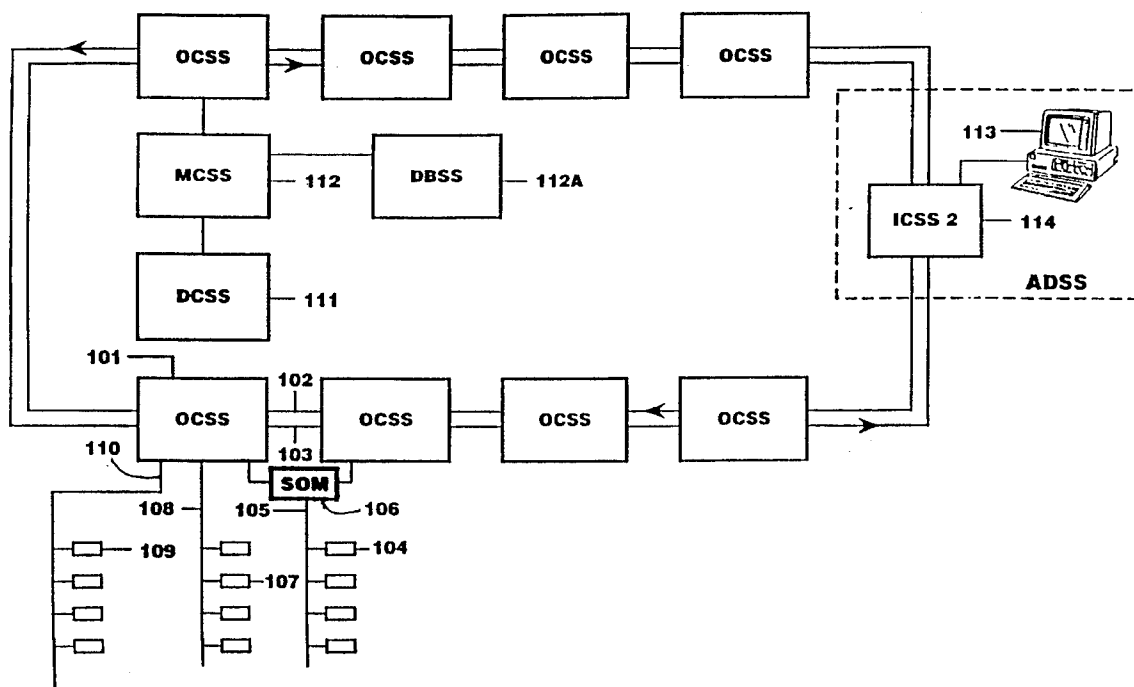 OCSS OCSS OCSS OCSS
113
MCSS 112 DBSS 112A
ICSS 2 114
DCSS 111
ADSS
101
102
OCSS OCSS OCSS OCSS
103
110
SOM
108 105 106
109 104
107